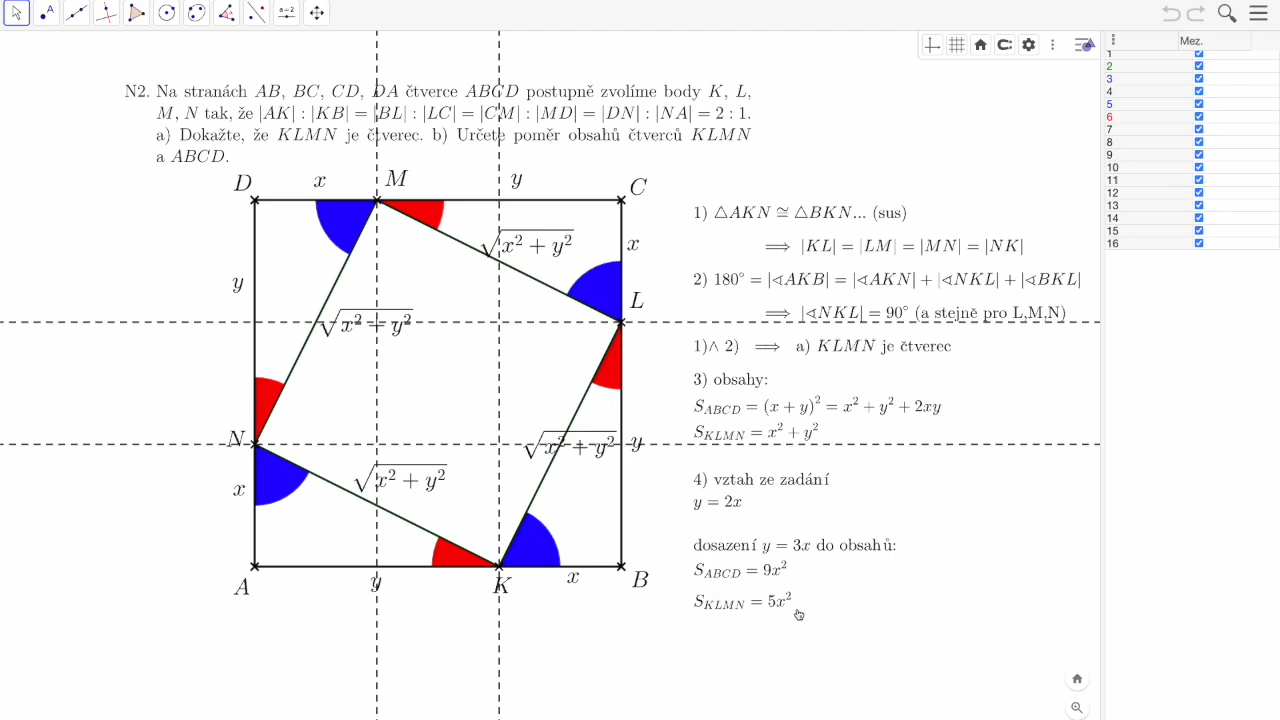 a=2
Mez.
1
2
3
4
5
6
7
8
9
10
11
12
13
14
15
16
N2. Na stranách AB, BC, CD, DA čtverce ABCD postupně zvolíme body K, L,
M, N tak, že |AK| : |KB| = |BL| : |LC| = |CM| : |MD| = |DN| : |NA| = 2 : 1.
a) Dokažte, že KLMN je čtverec. b) Určete poměr obsahů čtverců KLMN
a ABCD.
D x M y C
√x² + y² x
y L
√x² + y²
N √x² + y² y
√x² + y²
x
A y K x B
1) △AKN ≅ △BKN... (sus)
⟹ |KL| = |LM| = |MN| = |NK|
2) 180° = |∢AKB| = |∢AKN| + |∢NKL| + |∢BKL|
⟹ |∢NKL| = 90° (a stejně pro L,M,N)
1)∧ 2) ⟹ a) KLMN je čtverec
3) obsahy:
S_ABCD = (x + y)² = x² + y² + 2xy
S_KLMN = x² + y²
4) vztah ze zadání
y = 2x
dosazení y = 3x do obsahů:
S_ABCD = 9x²
S_KLMN = 5x²